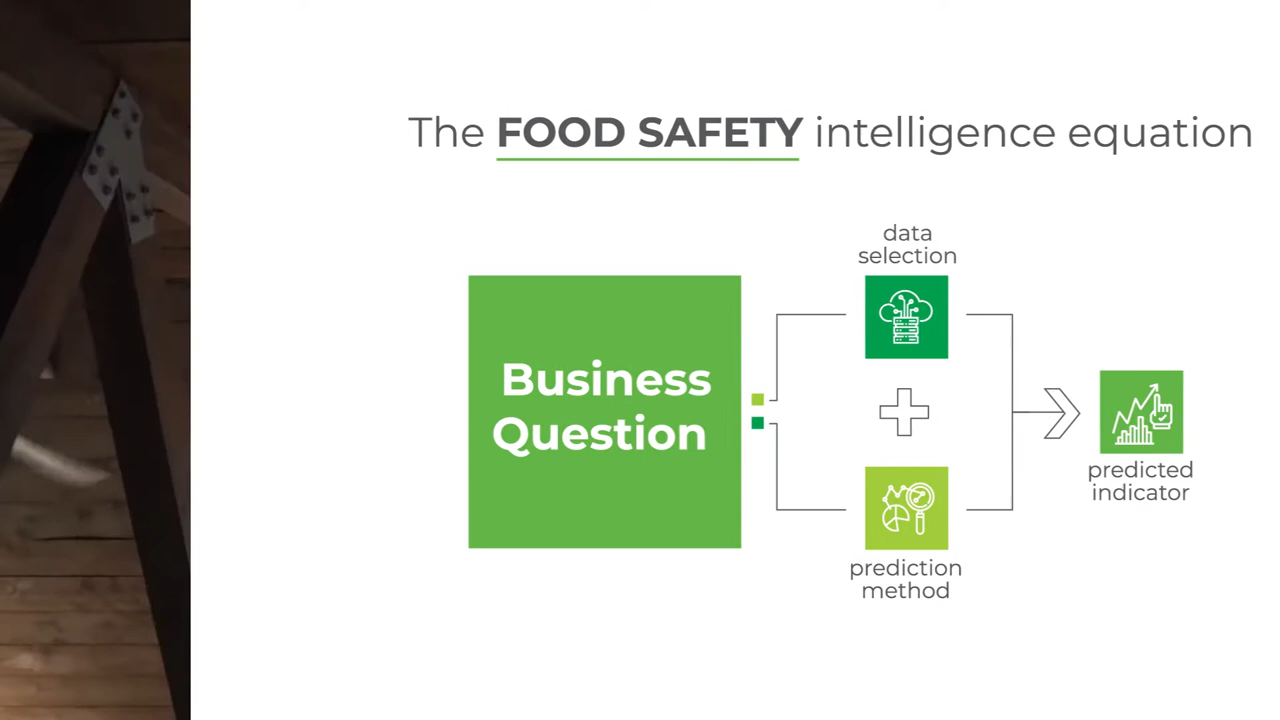 The FOOD SAFETY intelligence equation
data
selection
Business
Question
predicted
indicator
prediction
method